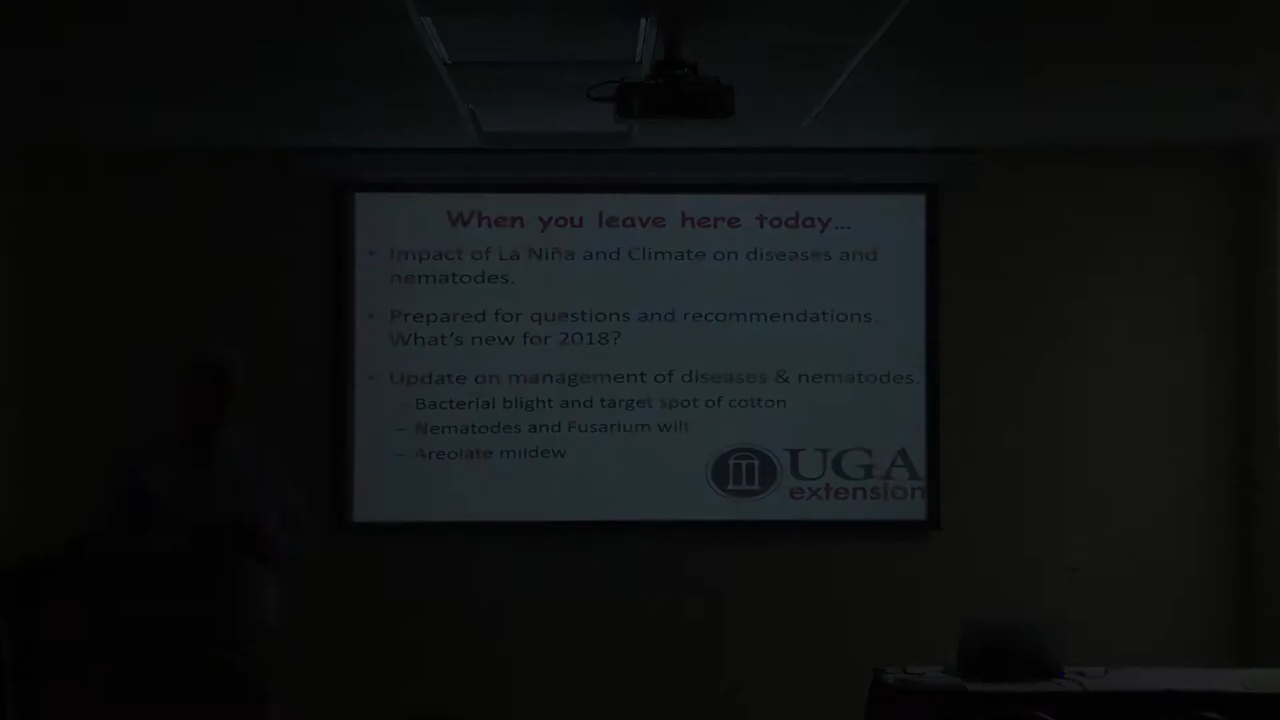 When you leave here today...
• Impact of La Niña and Climate on diseases and
nematodes.
• Prepared for questions and recommendations.
What's new for 2018?
• Update on management of diseases & nematodes.
– Bacterial blight and target spot of cotton
– Nematodes and Fusarium wilt
– Areolate mildew
UGA
extension